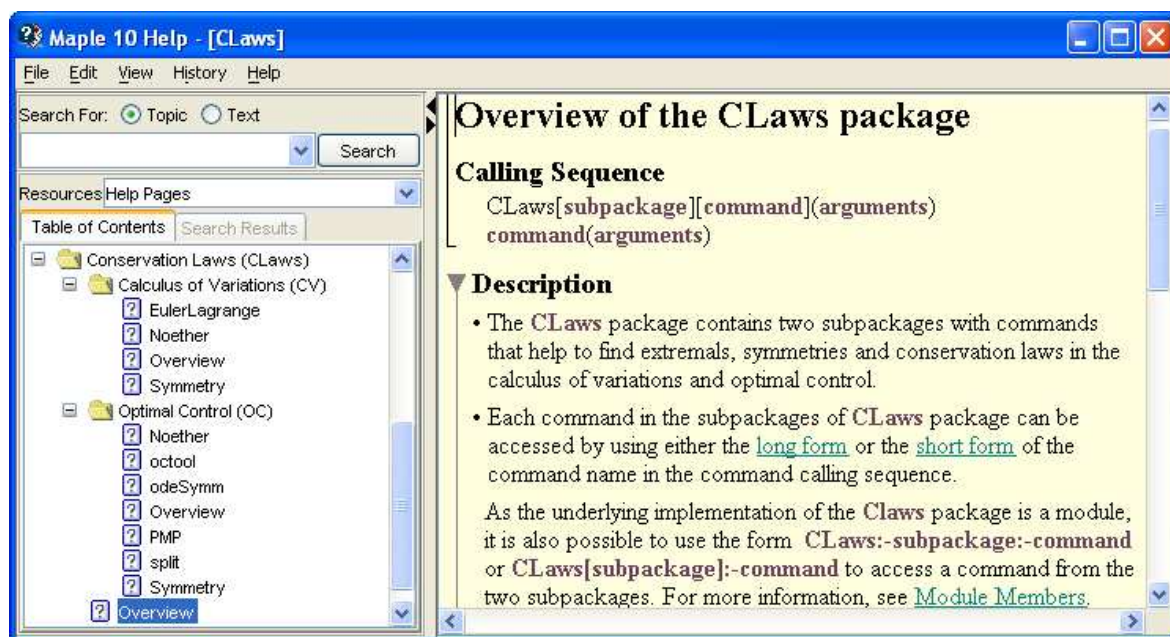 Maple 10 Help - [CLaws]
File Edit View History Help
Search For: Topic Text
Search
Resources Help Pages
Table of Contents Search Results
Conservation Laws (CLaws)
Calculus of Variations (CV)
EulerLagrange
Noether
Overview
Symmetry
Optimal Control (OC)
Noether
octool
odeSymm
Overview
PMP
split
Symmetry
Overview
Overview of the CLaws package
Calling Sequence
CLaws[subpackage][command](arguments)
command(arguments)
Description
• The CLaws package contains two subpackages with commands
that help to find extremals, symmetries and conservation laws in the
calculus of variations and optimal control.
• Each command in the subpackages of CLaws package can be
accessed by using either the long form or the short form of the
command name in the command calling sequence.
As the underlying implementation of the Claws package is a module,
it is also possible to use the form CLaws:-subpackage:-command
or CLaws[subpackage]:-command to access a command from the
two subpackages. For more information, see Module Members.